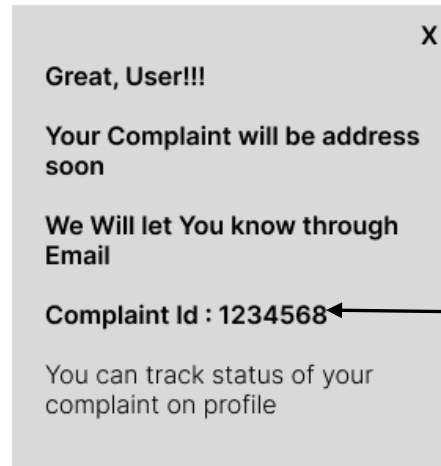 X
Great, User!!!
Your Complaint will be address
soon
We Will let You know through
Email
Complaint Id : 1234568
You can track status of your
complaint on profile